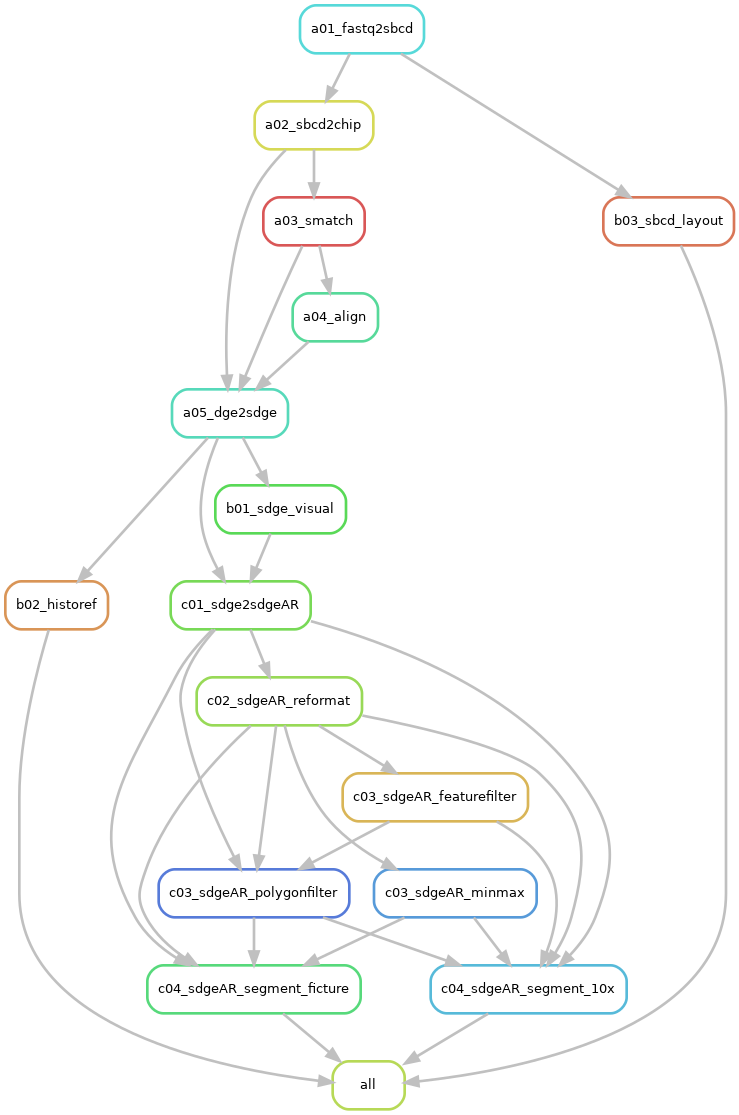 a01_fastq2sbcd
a02_sbcd2chip
a03_smatch
b03_sbcd_layout
a04_align
a05_dge2sdge
b01_sdge_visual
b02_historef
c01_sdge2sdgeAR
c02_sdgeAR_reformat
c03_sdgeAR_featurefilter
c03_sdgeAR_polygonfilter
c03_sdgeAR_minmax
c04_sdgeAR_segment_ficture
c04_sdgeAR_segment_10x
all